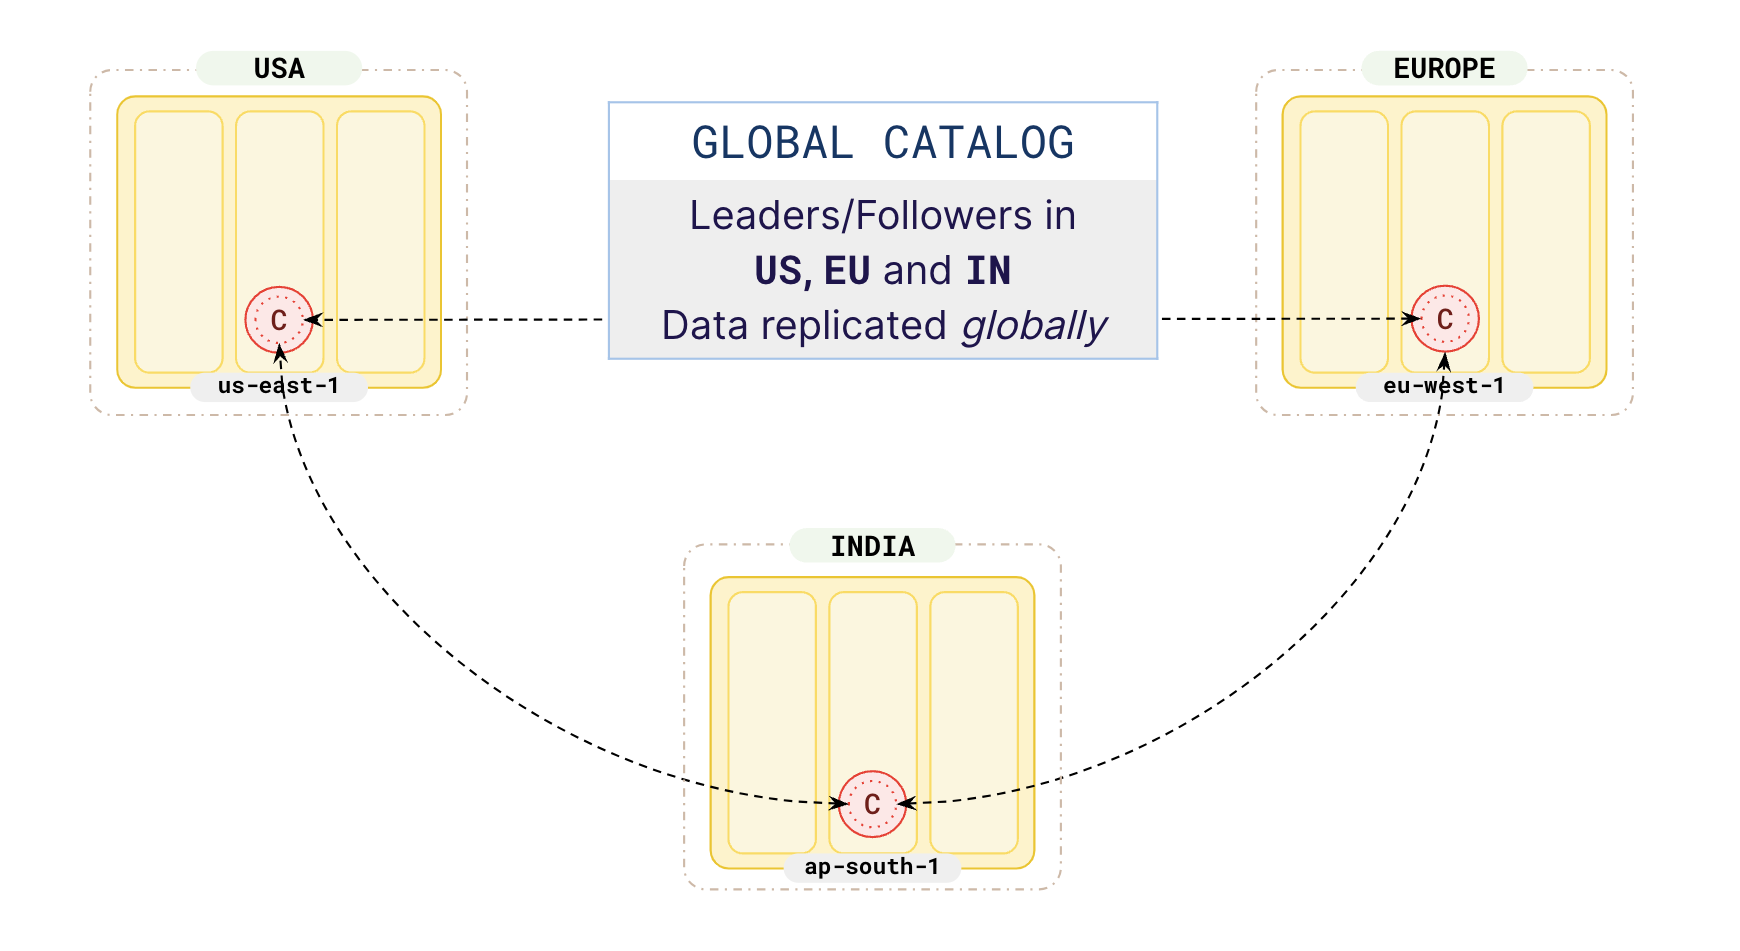 USA
EUROPE
GLOBAL CATALOG
Leaders/Followers in
US, EU and IN
Data replicated globally
C
C
us-east-1
eu-west-1
INDIA
C
ap-south-1